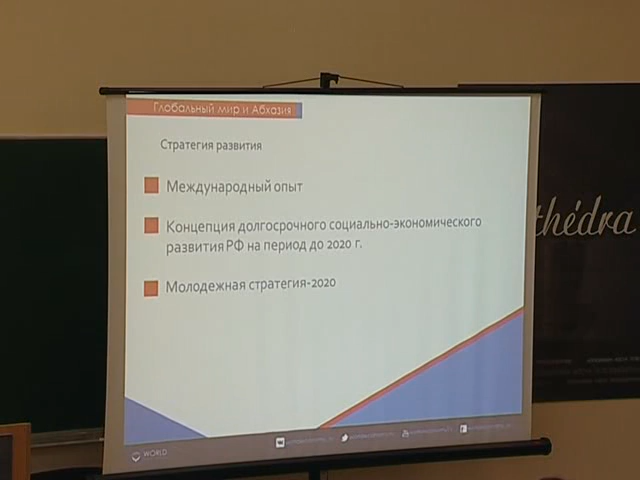 Глобальный мир и Абхазия
Стратегия развития
Международный опыт
Концепция долгосрочного социально-экономического
развития РФ на период до 2020 г.
Молодежная стратегия-2020
thédra
WORLD